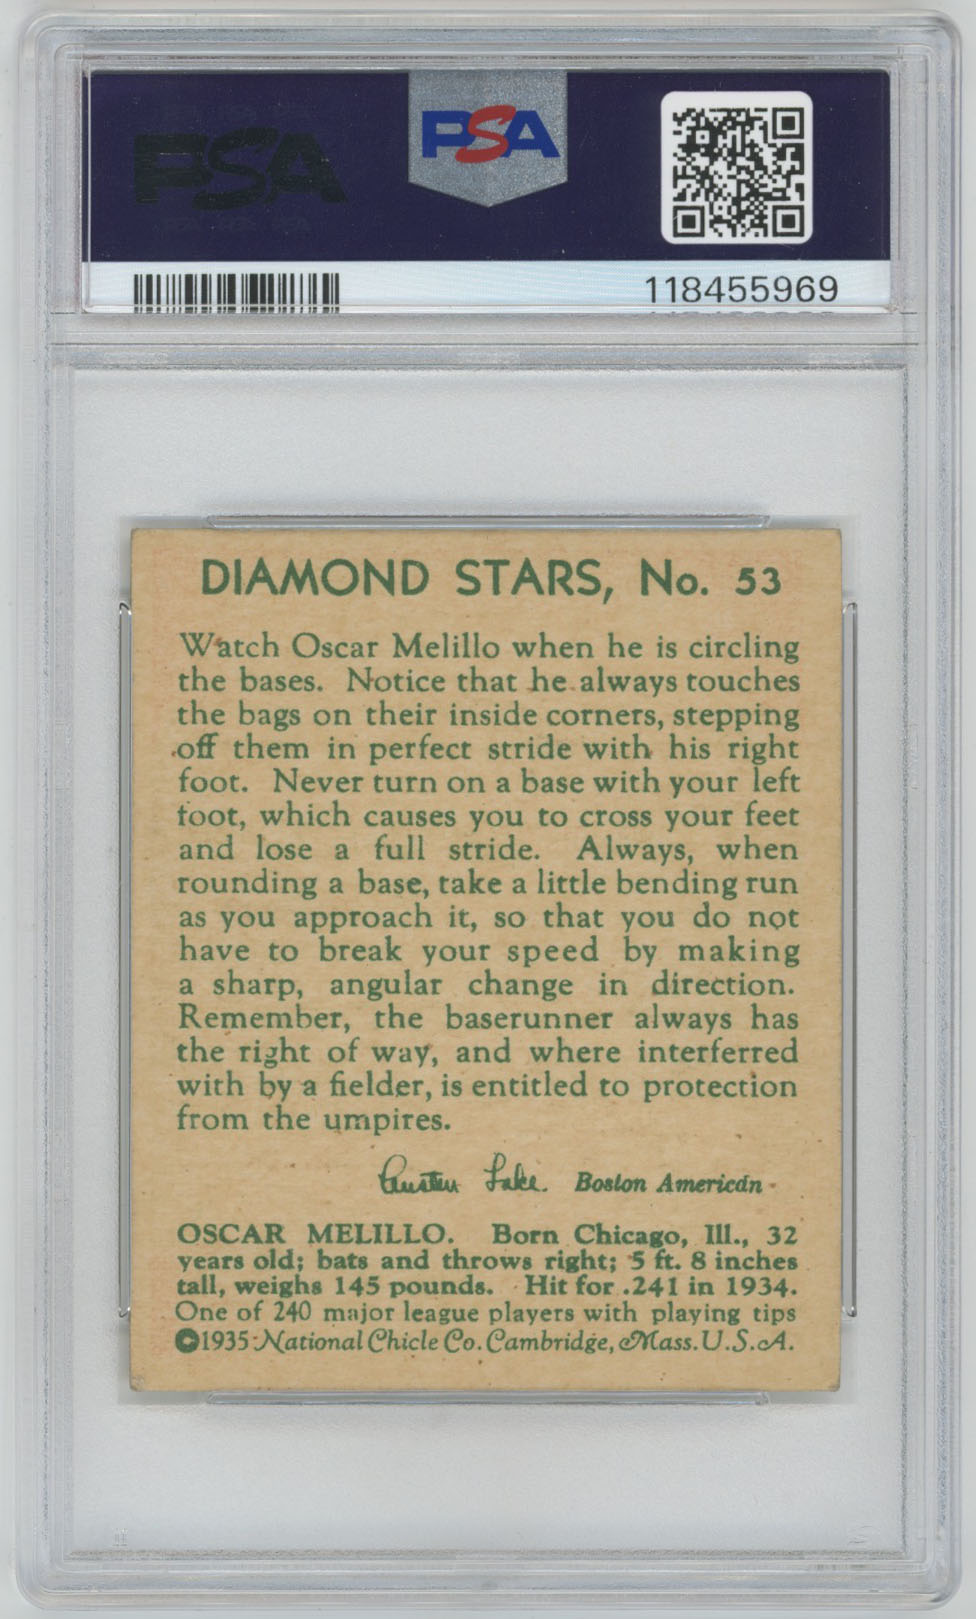 PSA
PSA
118455969
DIAMOND STARS, No. 53
Watch Oscar Melillo when he is circling
the bases. Notice that he always touches
the bags on their inside corners, stepping
off them in perfect stride with his right
foot. Never turn on a base with your left
foot, which causes you to cross your feet
and lose a full stride. Always, when
rounding a base, take a little bending run
as you approach it, so that you do not
have to break your speed by making
a sharp, angular change in direction.
Remember, the baserunner always has
the right of way, and where interferred
with by a fielder, is entitled to protection
from the umpires.
Austen Lake. Boston American
OSCAR MELILLO. Born Chicago, Ill., 32
years old; bats and throws right; 5 ft. 8 inches
tall, weighs 145 pounds. Hit for .241 in 1934.
One of 240 major league players with playing tips
©1935 National Chicle Co. Cambridge, Mass. U.S.A.